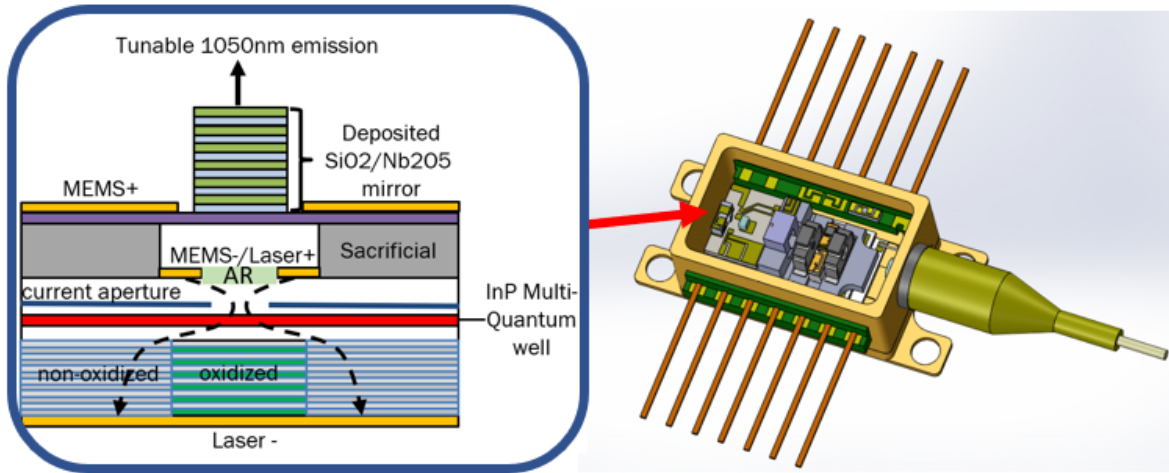 Tunable 1050nm emission
Deposited
SiO2/Nb2O5
mirror
MEMS+
MEMS-/Laser+
Sacrificial
AR
current aperture
InP Multi-
Quantum
well
non-oxidized
oxidized
Laser -